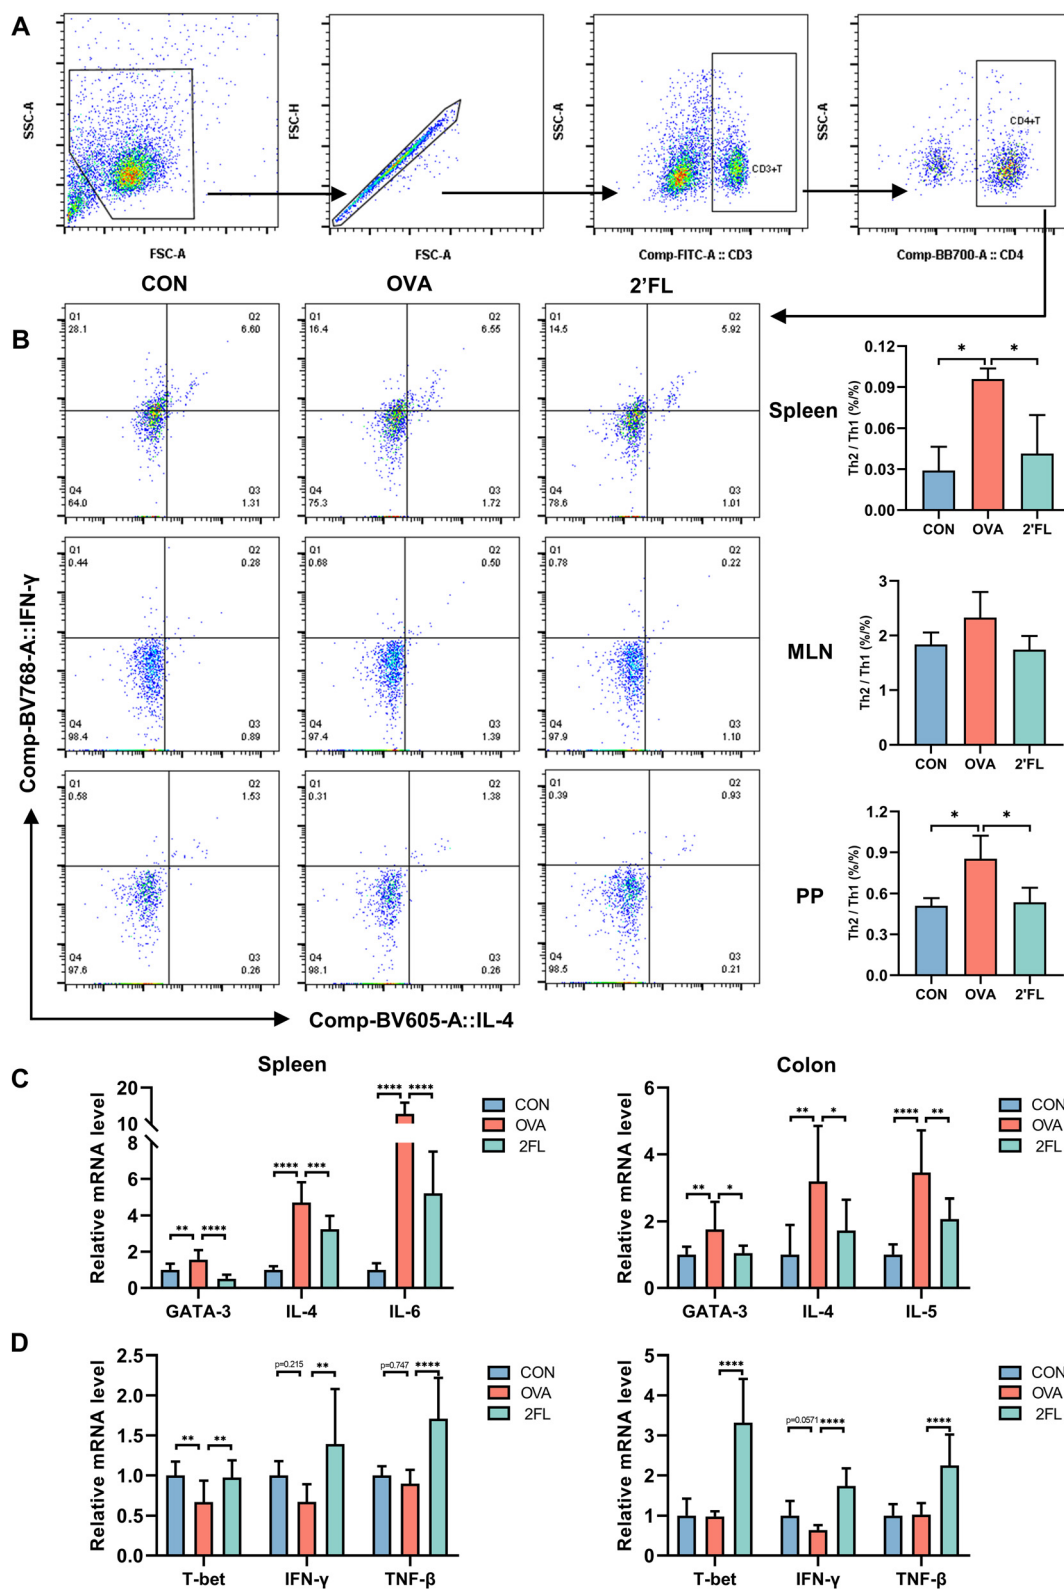 A
SSC-A
FSC-H
SSC-A
SSC-A
CD3+T
CD4+T
FSC-A
FSC-A
Comp-FITC-A :: CD3
Comp-BB700-A :: CD4
CON
OVA
2'FL
B
Q1
28.1
Q2
6.60
Q4
64.0
Q3
1.31
Q1
16.4
Q2
6.55
Q4
75.3
Q3
1.72
Q1
14.5
Q2
5.92
Q4
78.6
Q3
1.01
Spleen
Th2 / Th1 (%/%)
0.12
0.09
0.06
0.03
0.00
*
*
CON
OVA
2'FL
Q1
0.44
Q2
0.28
Q4
98.4
Q3
0.89
Q1
0.68
Q2
0.50
Q4
97.4
Q3
1.39
Q1
0.78
Q2
0.22
Q4
97.9
Q3
1.10
MLN
Th2 / Th1 (%/%)
3
2
1
0
CON
OVA
2'FL
Q1
0.58
Q2
1.53
Q4
97.6
Q3
0.26
Q1
0.31
Q2
1.38
Q4
98.1
Q3
0.26
Q1
0.39
Q2
0.93
Q4
98.5
Q3
0.21
PP
Th2 / Th1 (%/%)
1.2
0.9
0.6
0.3
0.0
*
*
CON
OVA
2'FL
Comp-BV768-A::IFN-γ
Comp-BV605-A::IL-4
C
Spleen
Relative mRNA level
20
10
8
6
4
2
0
** ****
**** ***
**** ****
GATA-3
IL-4
IL-6
CON
OVA
2FL
Colon
Relative mRNA level
6
4
2
0
** *
** *
**** **
GATA-3
IL-4
IL-5
CON
OVA
2FL
D
Relative mRNA level
2.5
2.0
1.5
1.0
0.5
0.0
** **
p=0.215 **
p=0.747 ****
T-bet
IFN-γ
TNF-β
CON
OVA
2FL
Relative mRNA level
5
4
3
2
1
0
****
p=0.0571 ****
****
T-bet
IFN-γ
TNF-β
CON
OVA
2FL